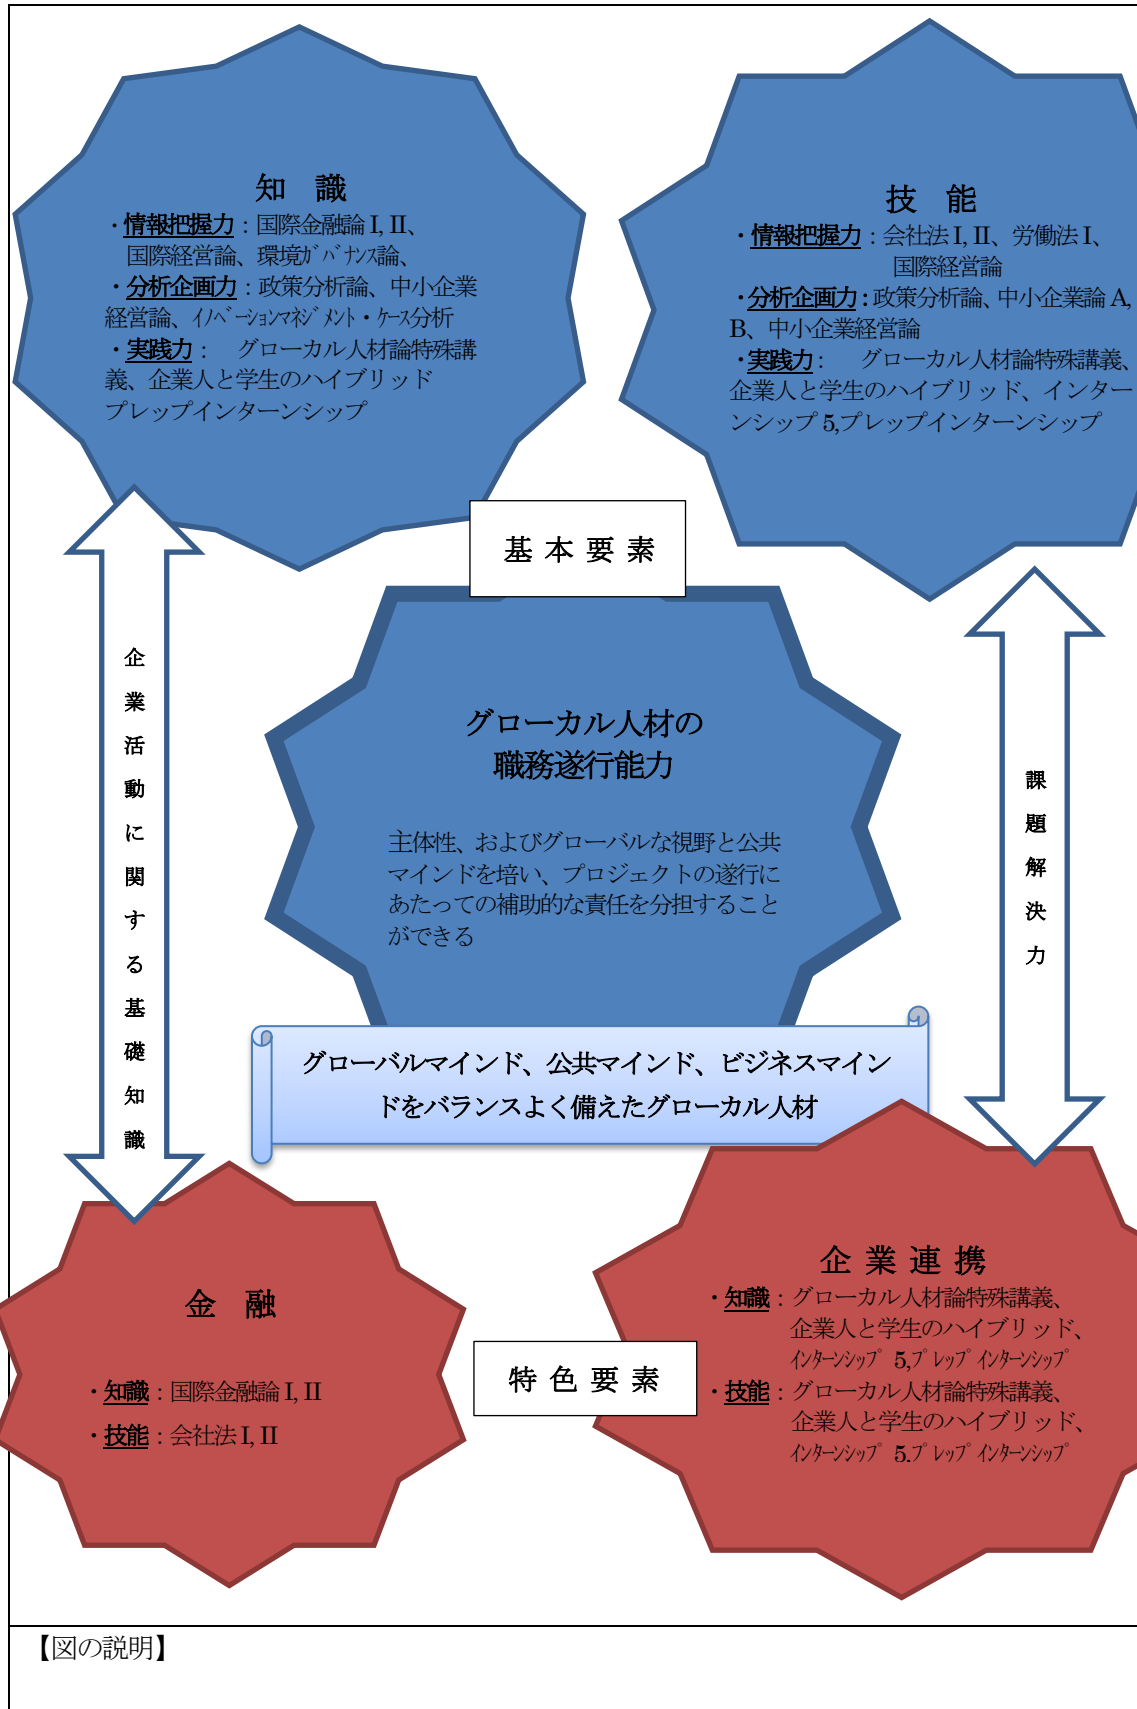 知　識
・情報把握力：国際金融論 I, II、
国際経営論、環境ｶﾞﾊﾞﾅﾝｽ論、
・分析企画力：政策分析論、中小企業
経営論、ｲﾉﾍﾞｰｼｮﾝﾏﾈｼﾞﾒﾝﾄ・ｹｰｽ分析
・実践力：　グローカル人材論特殊講
義、企業人と学生のハイブリッド
プレップインターンシップ
技　能
・情報把握力：会社法 I, II、労働法 I、
国際経営論
・分析企画力：政策分析論、中小企業論 A,
B、中小企業経営論
・実践力：　グローカル人材論特殊講義、
企業人と学生のハイブリッド、インター
ンシップ 5,プレップインターンシップ
基 本 要 素
企業活動に関する基礎知識
グローカル人材の
職務遂行能力
主体性、およびグローバルな視野と公共
マインドを培い、プロジェクトの遂行に
あたっての補助的な責任を分担すること
ができる
課題解決力
グローバルマインド、公共マインド、ビジネスマイン
ドをバランスよく備えたグローカル人材
金　融
・知識：国際金融論 I, II
・技能：会社法 I, II
特 色 要 素
企 業 連 携
・知識：グローカル人材論特殊講義、
企業人と学生のハイブリッド、
ｲﾝﾀｰﾝｼｯﾌﾟ 5,ﾌﾟﾚｯﾌﾟｲﾝﾀｰﾝｼｯﾌﾟ
・技能：グローカル人材論特殊講義、
企業人と学生のハイブリッド、
ｲﾝﾀｰﾝｼｯﾌﾟ 5,ﾌﾟﾚｯﾌﾟｲﾝﾀｰﾝｼｯﾌﾟ
【図の説明】